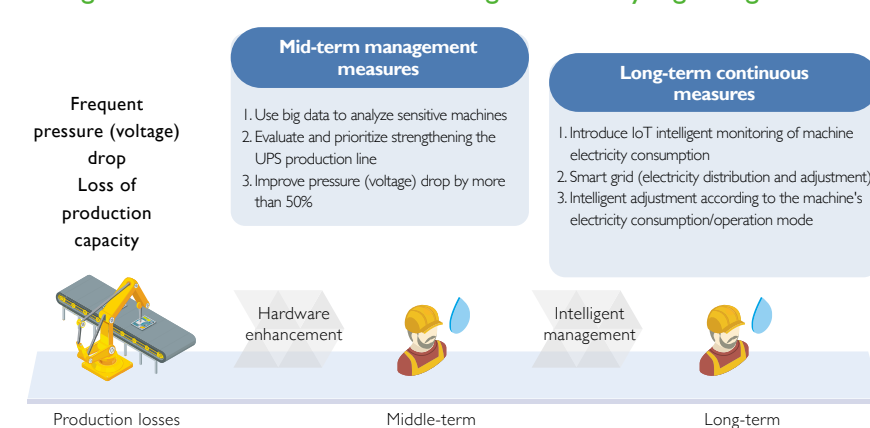 Frequent
pressure (voltage)
drop
Loss of
production
capacity
Mid-term management
measures
1. Use big data to analyze sensitive machines
2. Evaluate and prioritize strengthening the
UPS production line
3. Improve pressure (voltage) drop by more
than 50%
Long-term continuous
measures
1. Introduce IoT intelligent monitoring of machine
electricity consumption
2. Smart grid (electricity distribution and adjustment)
3. Intelligent adjustment according to the machine's
electricity consumption/operation mode
Hardware
enhancement
Intelligent
management
Production losses
Middle-term
Long-term